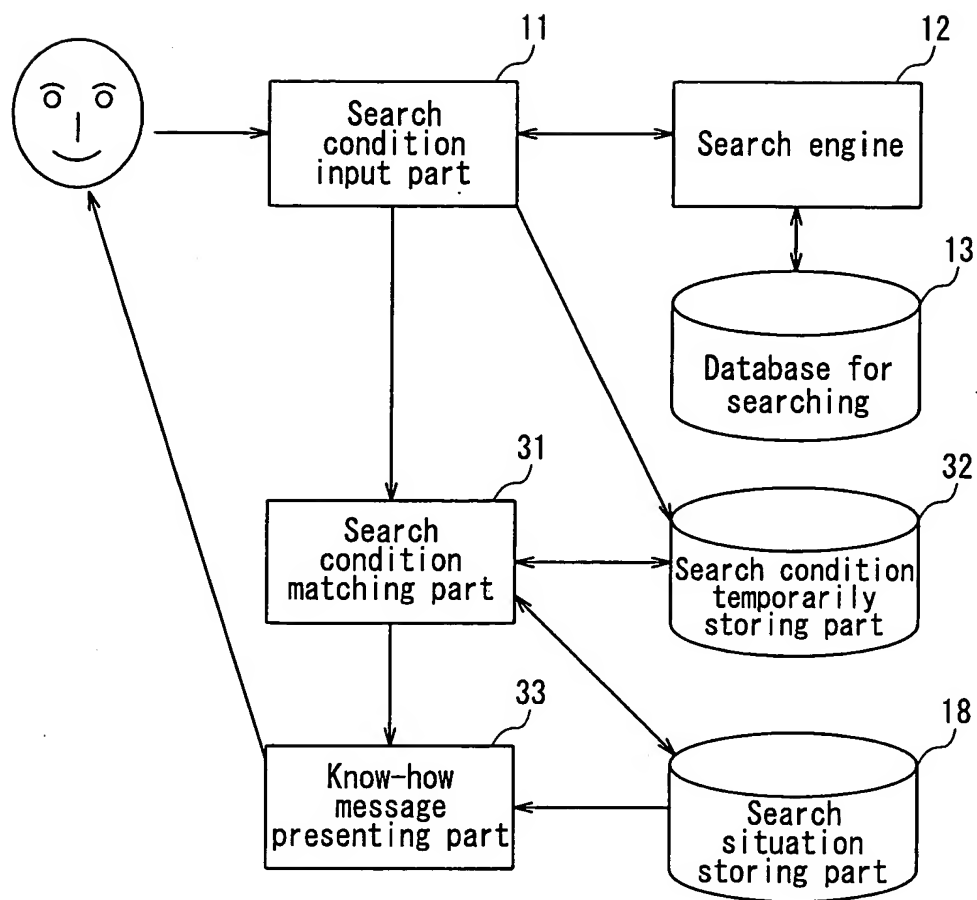 11
Search
condition
input part
12
Search engine
13
Database for
searching
31
Search
condition
matching part
32
Search condition
temporarily
storing part
33
Know-how
message
presenting part
18
Search
situation
storing part